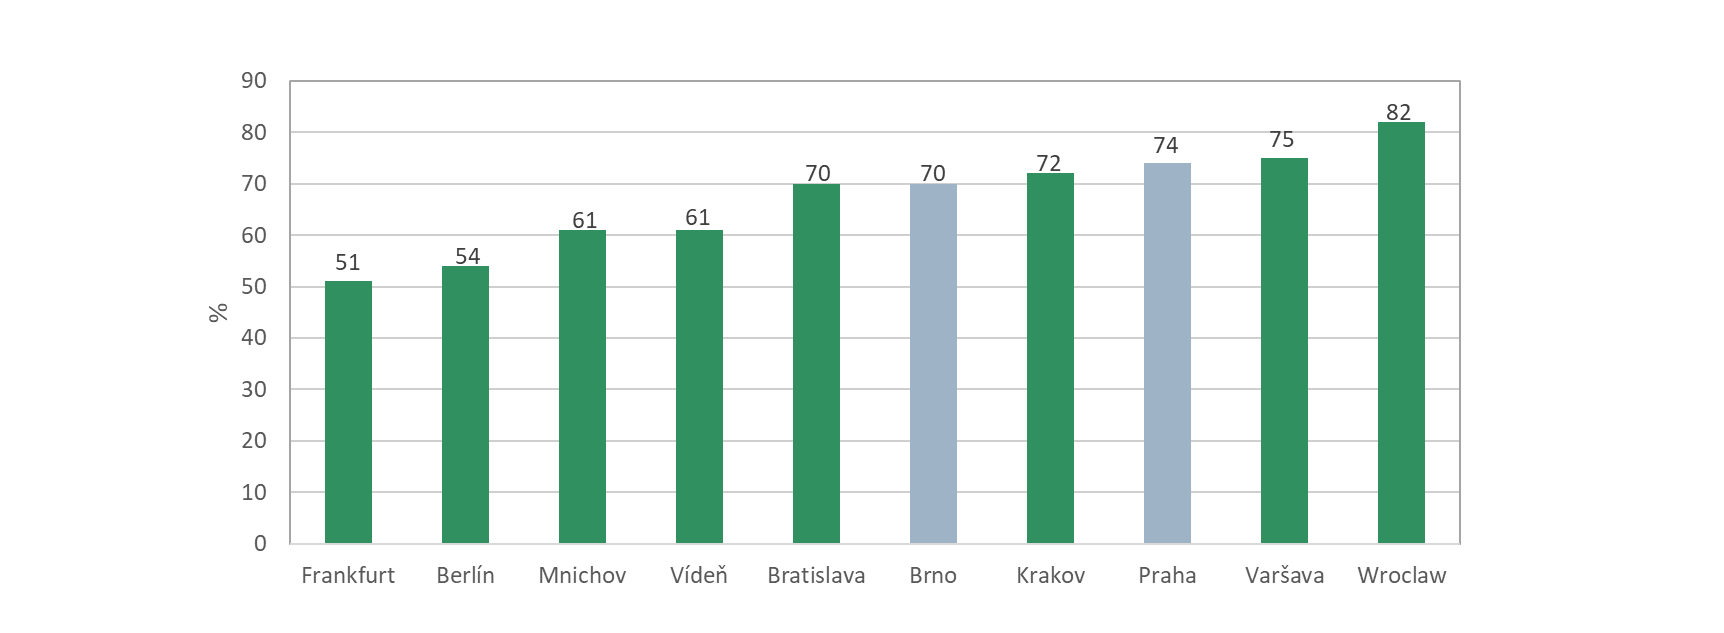 90
80
70
60
50
40
30
20
10
0
%
51
54
61
61
70
70
72
74
75
82
Frankfurt
Berlín
Mnichov
Vídeň
Bratislava
Brno
Krakov
Praha
Varšava
Wroclaw